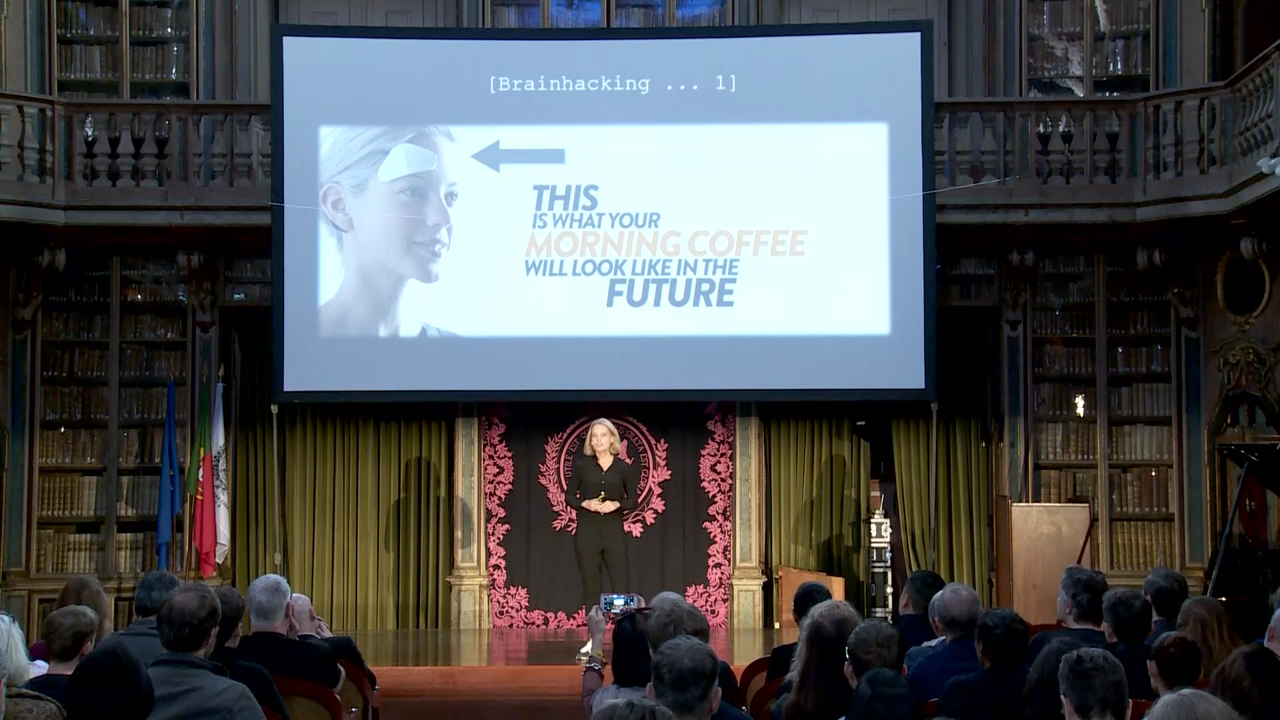 [Brainhacking ... 1]
THIS
IS WHAT YOUR
MORNING COFFEE
WILL LOOK LIKE IN THE
FUTURE